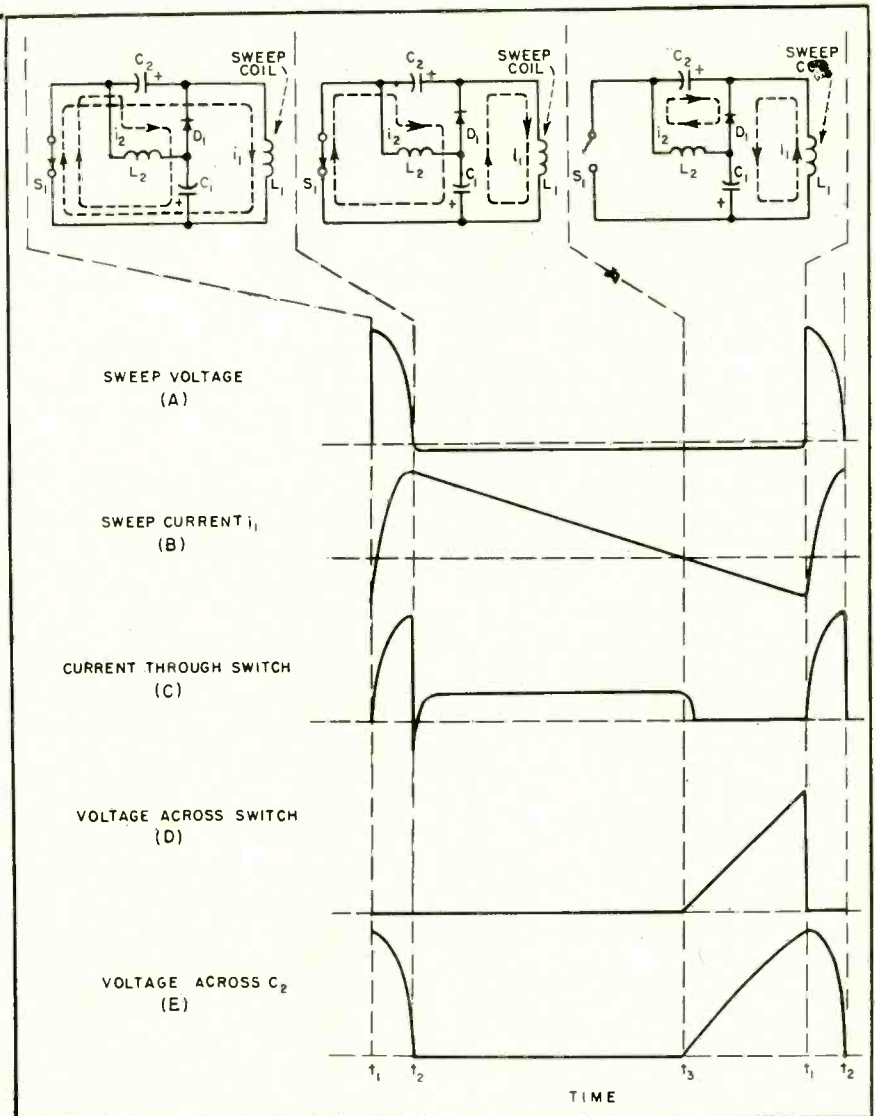 C₂ +
SWEEP
COIL
i₂
D₁
L₂
S₁
C₁
+
i₁
L₁
C₂ +
SWEEP
COIL
i₂
D₁
L₂
S₁
C₁
+
i₁
L₁
C₂ +
SWEEP
i₂
D₁
L₂
S₁
C₁
+
i₁
L₁
SWEEP VOLTAGE
(A)
SWEEP CURRENT i₁
(B)
CURRENT THROUGH SWITCH
(C)
VOLTAGE ACROSS SWITCH
(D)
VOLTAGE ACROSS C₂
(E)
t₁ t₂ t₃ t₁ t₂
TIME